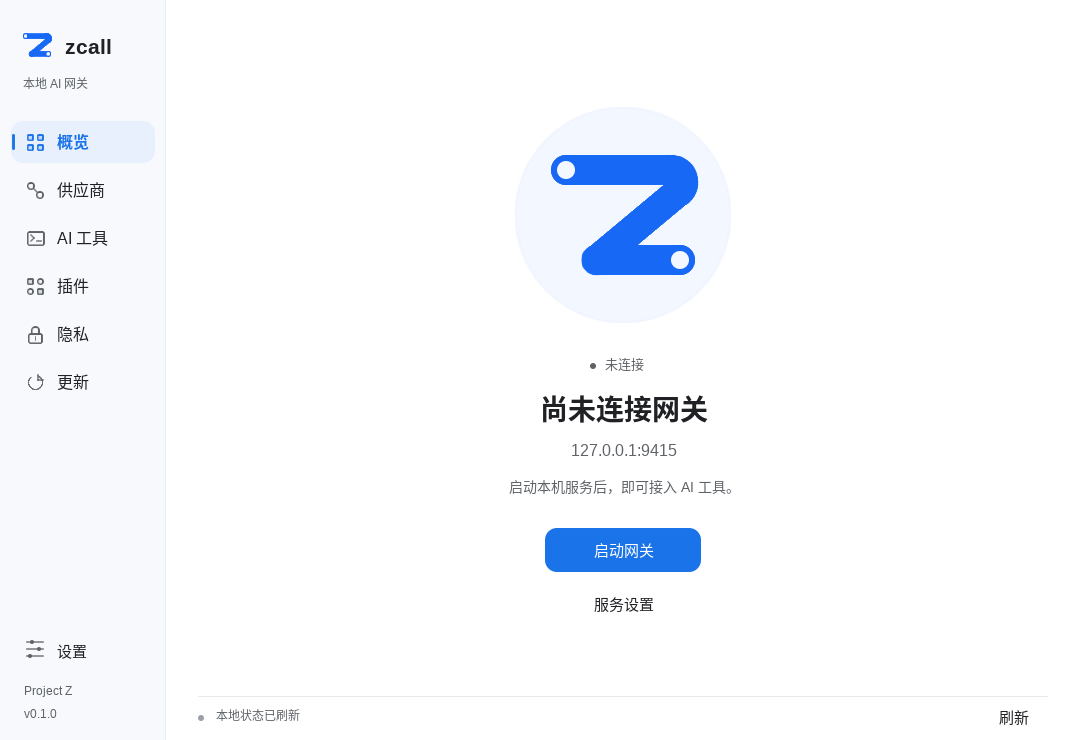 zcall
本地 AI 网关
概览
供应商
AI 工具
插件
隐私
更新
设置
Project Z
v0.1.0
未连接
尚未连接网关
127.0.0.1:9415
启动本机服务后，即可接入 AI 工具。
启动网关
服务设置
本地状态已刷新
刷新